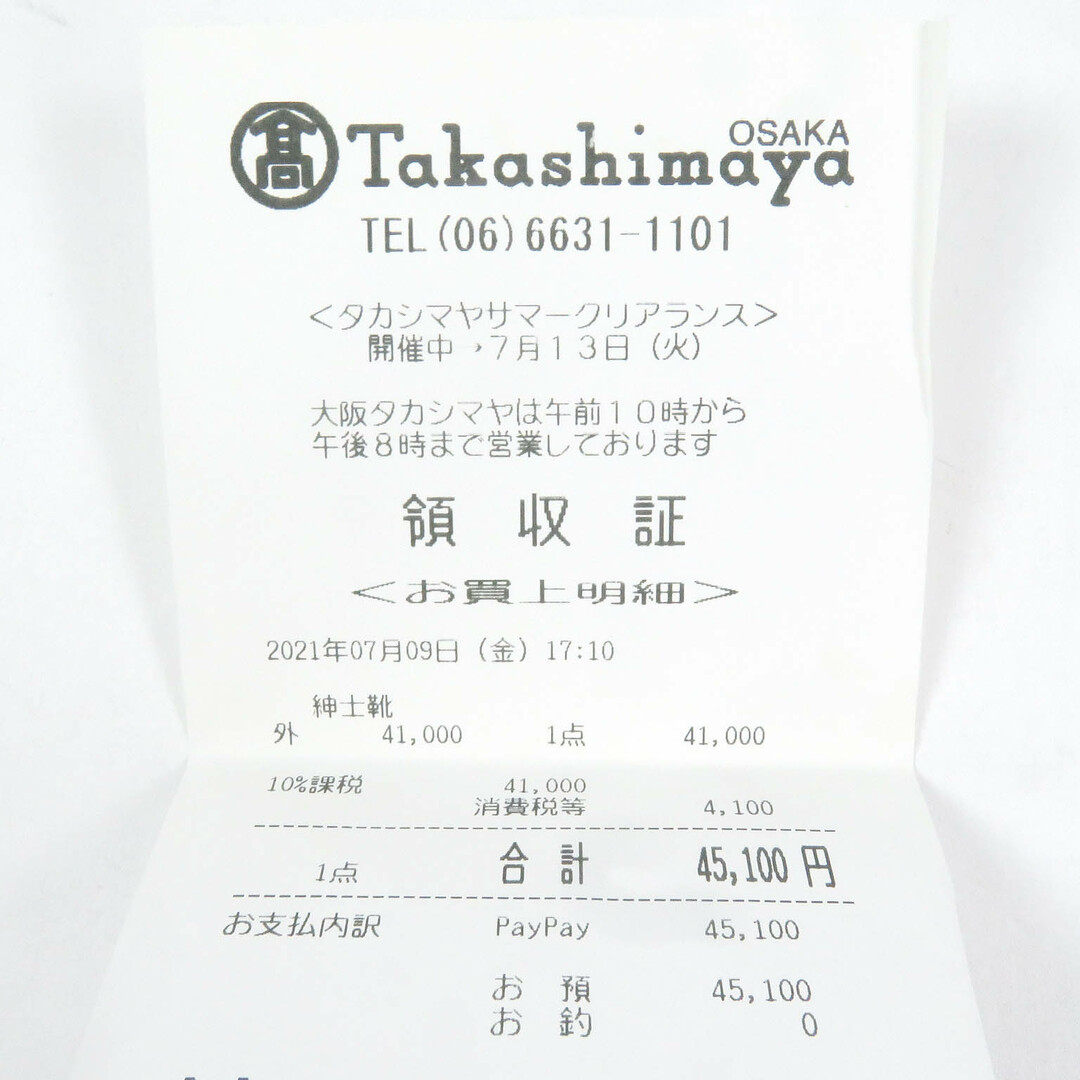 髙 Takashimaya OSAKA
TEL(06)6631-1101
<タカシマヤサマークリアランス>
開催中→7月13日(火)
大阪タカシマヤは午前10時から
午後8時まで営業しております
領 収 証
<お買上明細>
2021年07月09日(金) 17:10
紳士靴
外 41,000 1点 41,000
10%課税 41,000
消費税等 4,100
1点 合 計 45,100 円
お支払内訳 PayPay 45,100
お 預 45,100
お 釣 0